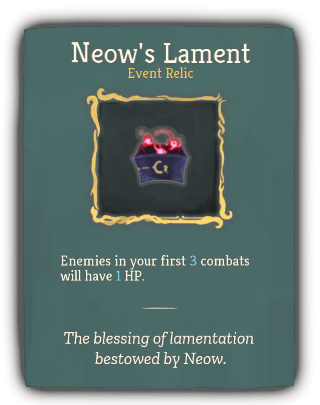 Neow's Lament
Event Relic
Enemies in your first 3 combats
will have 1 HP.
The blessing of lamentation
bestowed by Neow.